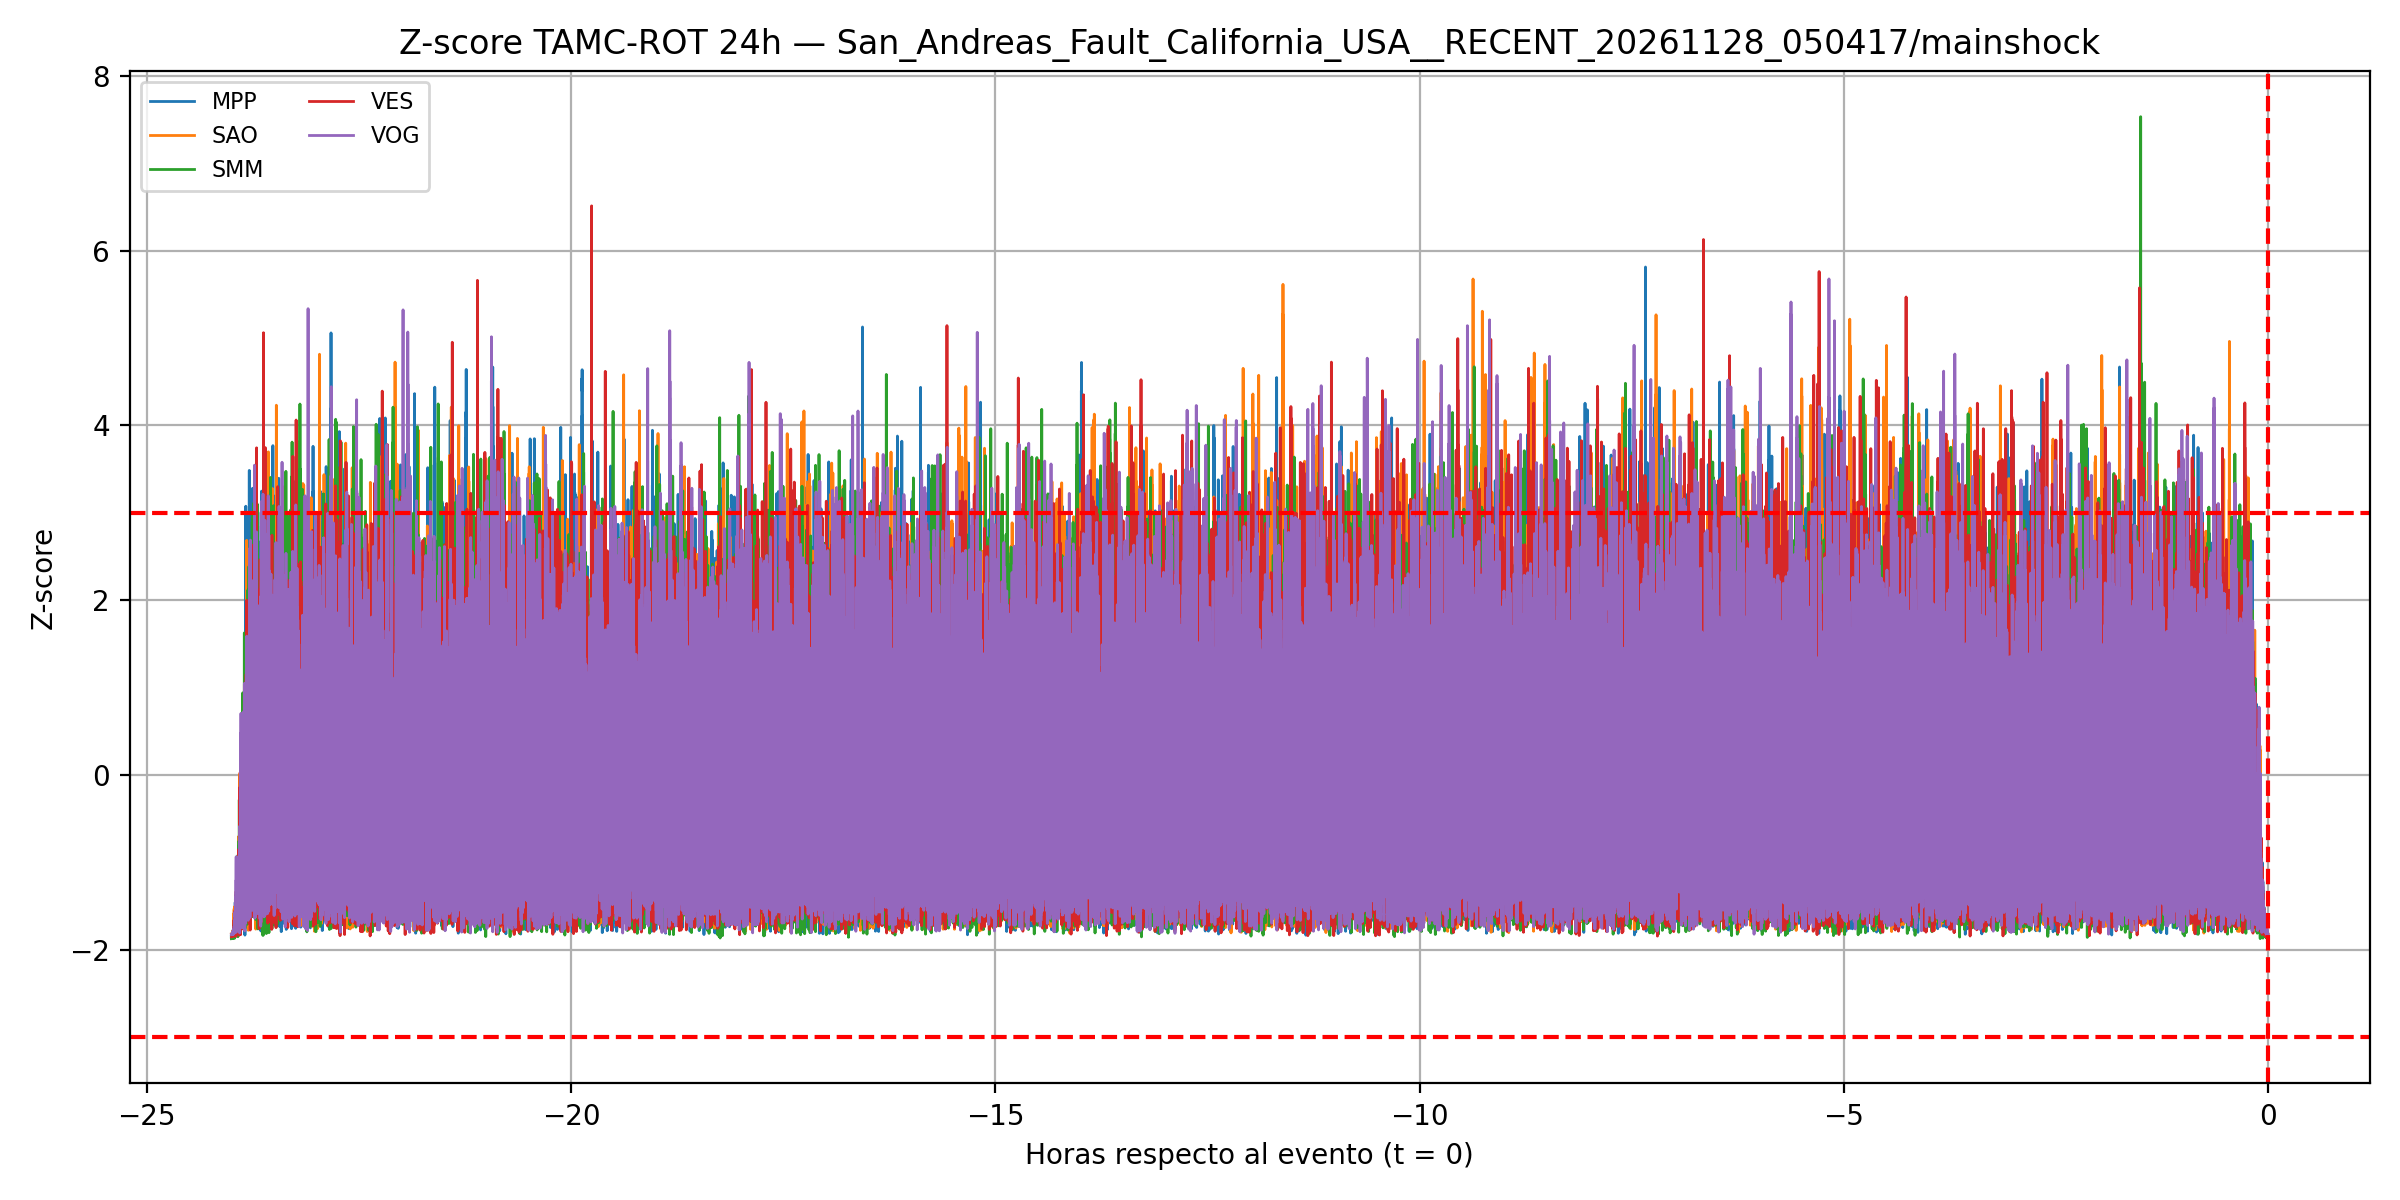 Z-score TAMC-ROT 24h — San_Andreas_Fault_California_USA__RECENT_20261128_050417/mainshock
MPP
SAO
SMM
VES
VOG
Z-score
8
6
4
2
0
−2
−25
−20
−15
−10
−5
0
Horas respecto al evento (t = 0)